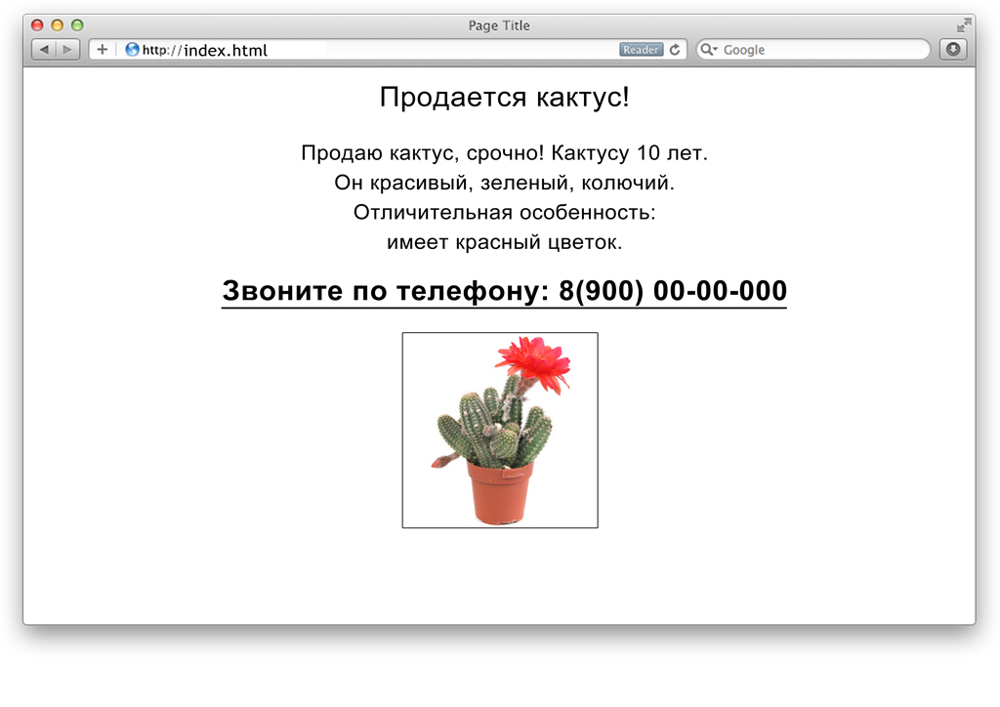 Page Title
http://index.html
Reader
Google
Продается кактус!
Продаю кактус, срочно! Кактусу 10 лет.
Он красивый, зеленый, колючий.
Отличительная особенность:
имеет красный цветок.
Звоните по телефону: 8(900) 00-00-000